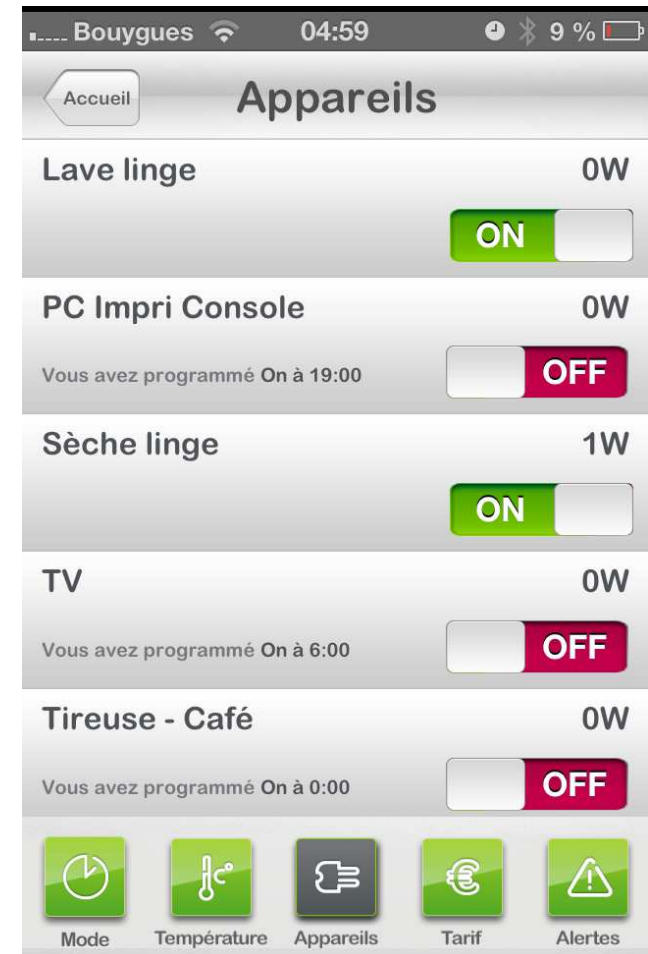 Bouygues 04:59 9 %
Accueil Appareils
Lave linge 0W
ON
PC Impri Console 0W
Vous avez programmé On à 19:00 OFF
Sèche linge 1W
ON
TV 0W
Vous avez programmé On à 6:00 OFF
Tireuse - Café 0W
Vous avez programmé On à 0:00 OFF
C°
€
Mode Température Appareils Tarif Alertes